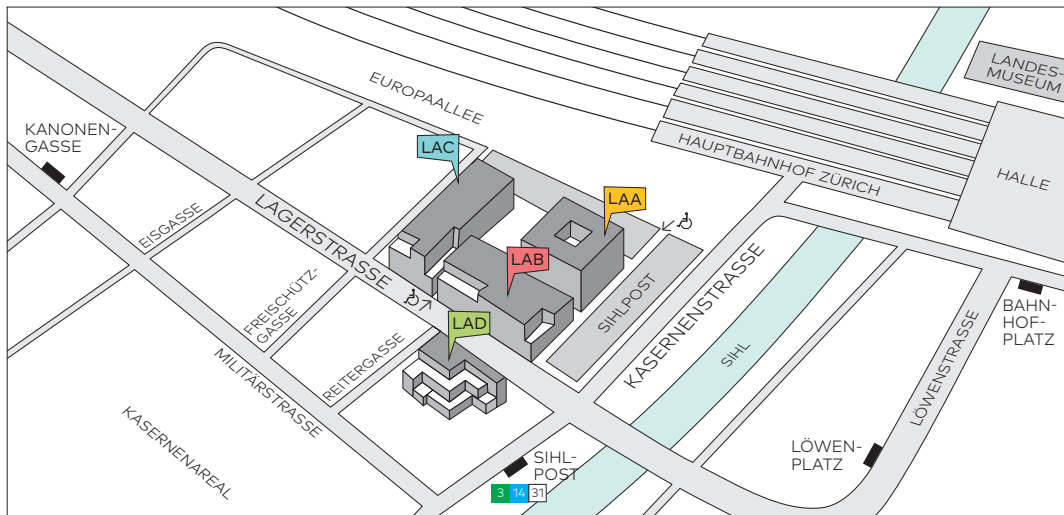 LANDES-
MUSEUM
EUROPAALLEE
KANONEN-
GASSE
LAC
HAUPTBAHNHOF ZÜRICH
HALLE
LAA
EISGASSE
LAGERSTRASSE
LAB
SIHLPOST
KASERNENSTRASSE
FREISCHÜTZ-
GASSE
LAD
BAHN-
HOF-
PLATZ
REITERGASSE
MILITÄRSTRASSE
SIHL
LÖWENSTRASSE
KASERNENAREAL
LÖWEN-
PLATZ
SIHL-
POST
3 14 31